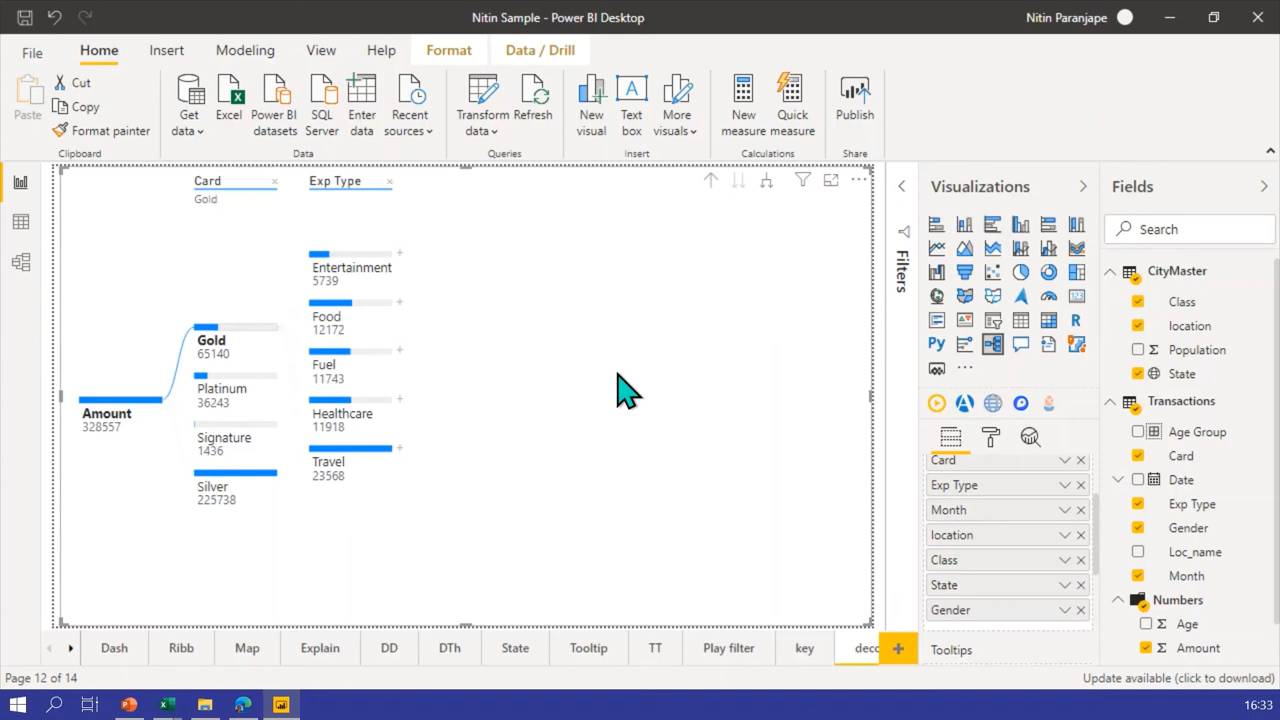 Nitin Sample - Power BI Desktop
Nitin Paranjape
File
Home
Insert
Modeling
View
Help
Format
Data / Drill
Paste
Cut
Copy
Format painter
Clipboard
Get data
Excel
Power BI datasets
SQL Server
Enter data
Recent sources
Data
Transform data
Refresh
Queries
New visual
Text box
More visuals
Insert
New measure
Quick measure
Calculations
Publish
Share
Card
Gold
Exp Type
Amount
328557
Gold
65140
Platinum
36243
Signature
1436
Silver
225738
Entertainment
5739
Food
12172
Fuel
11743
Healthcare
11918
Travel
23568
Filters
Visualizations
R
Py
Card
Exp Type
Month
location
Class
State
Gender
Tooltips
Fields
Search
CityMaster
Class
location
Population
State
Transactions
Age Group
Card
Date
Exp Type
Gender
Loc_name
Month
Numbers
Age
Amount
Dash
Ribb
Map
Explain
DD
DTh
State
Tooltip
TT
Play filter
key
deco
Page 12 of 14
Update available (click to download)
16:33